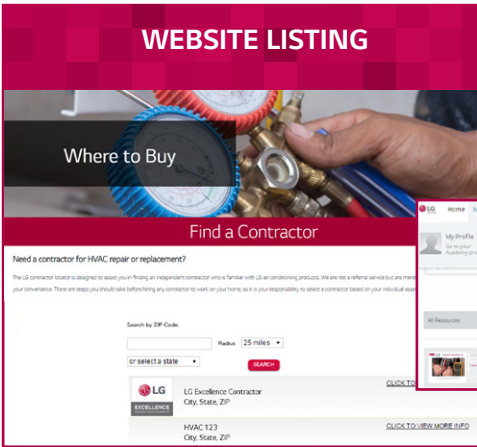 WEBSITE LISTING
Where to Buy
Find a Contractor
LG Home
My Profile
Go to your
Academy
Need a contractor for HVAC repair or replacement?
The LG contractor locator is designed to assist you in finding an independent contractor who is familiar with LG air conditioning products. We are not a referral service but are
your convenience. There are steps you should take before hiring any contractor to work on your home, as it is your responsibility to select a contractor based on your individual
All Resources
Search by ZIP Code:
Radius 25 miles
or select a state
SEARCH
LG
EXCELLENCE
LG Excellence Contractor
City, State, ZIP
CLICK TO
HVAC 123
City, State, ZIP
CLICK TO VIEW MORE INFO